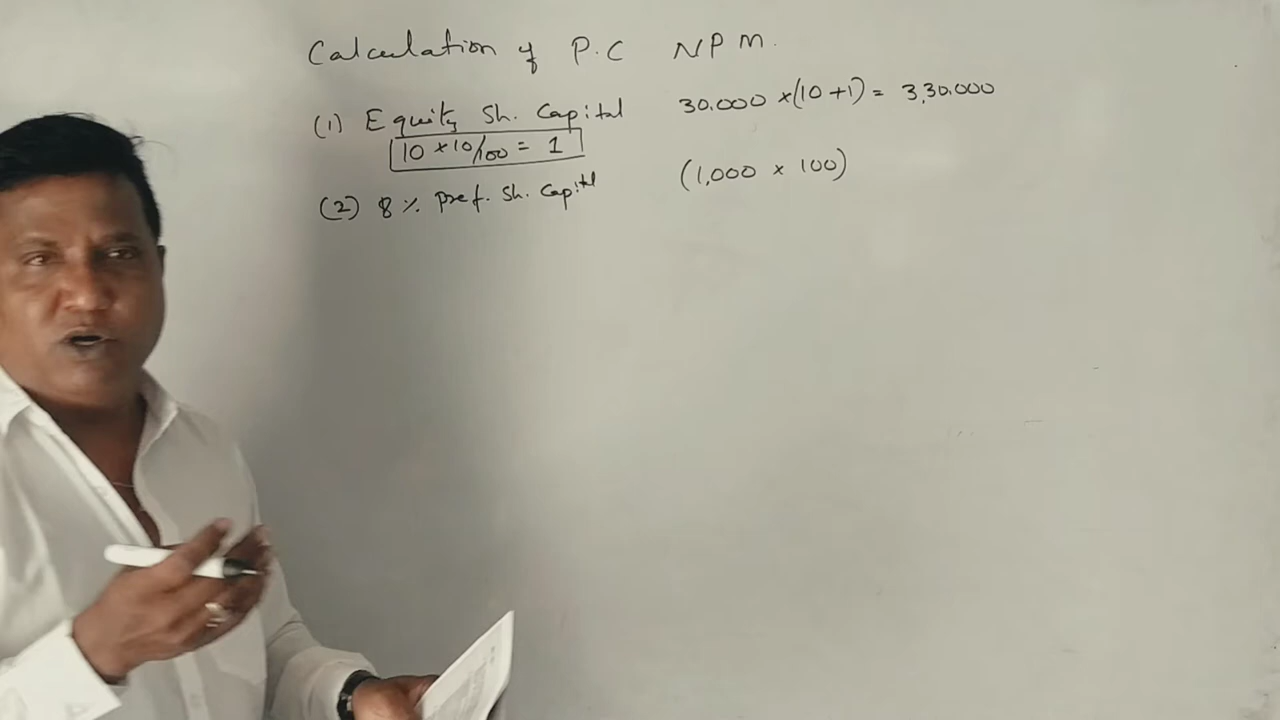 Calculation of P.C NPM.
(1) Equity Sh. Capital 30.000 ×(10 +1) = 3,30.000
10 ×10/100 = 1
(2) 8 %. Pref. Sh. Capital (1,000 × 100)